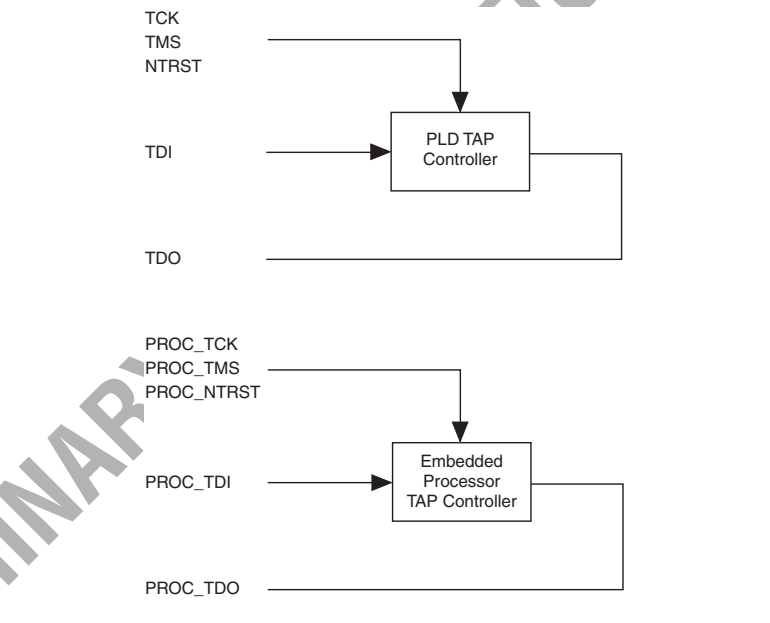 TCK
TMS
NTRST
PLD TAP
Controller
TDI
TDO
PROC_TCK
PROC_TMS
PROC_NTRST
Embedded
Processor
TAP Controller
PROC_TDI
PROC_TDO